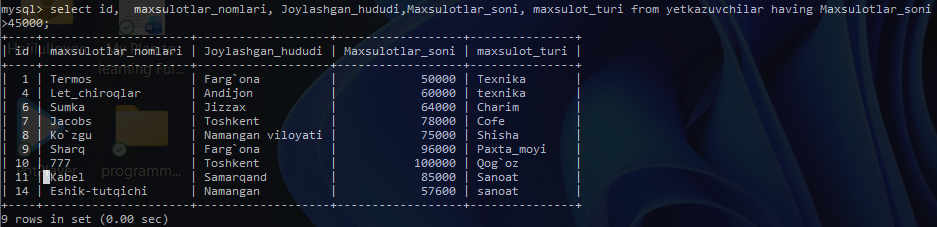 mysql> select id,  maxsulotlar_nomlari, Joylashgan_hududi,Maxsulotlar_soni, maxsulot_turi from yetkazuvchilar having Maxsulotlar_soni
>45000;
+----+---------------------+-------------------+------------------+---------------+
| id | maxsulotlar_nomlari | Joylashgan_hududi | Maxsulotlar_soni | maxsulot_turi |
+----+---------------------+-------------------+------------------+---------------+
|  1 | Termos              | Farg`ona          |            50000 | Texnika       |
|  4 | Let_chiroqlar       | Andijon           |            60000 | texnika       |
|  6 | Sumka               | Jizzax            |            64000 | Charim        |
|  7 | Jacobs              | Toshkent          |            78000 | Cofe          |
|  8 | Ko`zgu              | Namangan viloyati |            75000 | Shisha        |
|  9 | Sharq               | Farg`ona          |            96000 | Paxta_moyi    |
| 10 | 777                 | Toshkent          |           100000 | Qog`oz        |
| 11 | Kabel               | Samarqand         |            85000 | Sanoat        |
| 14 | Eshik-tutqichi      | Namangan          |            57600 | sanoat        |
+----+---------------------+-------------------+------------------+---------------+
9 rows in set (0.00 sec)
programm...